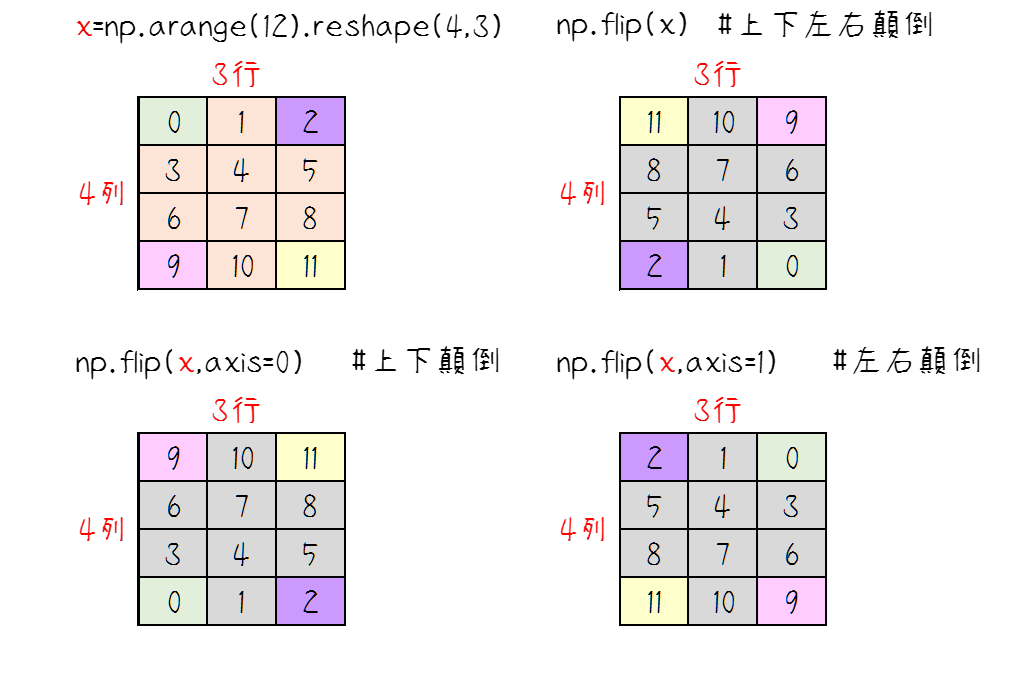 x=np.arange(12).reshape(4,3)
3行
4列
0 1 2
3 4 5
6 7 8
9 10 11
np.flip(x) #上下左右顛倒
3行
4列
11 10 9
8 7 6
5 4 3
2 1 0
np.flip(x,axis=0) #上下顛倒
3行
4列
9 10 11
6 7 8
3 4 5
0 1 2
np.flip(x,axis=1) #左右顛倒
3行
4列
2 1 0
5 4 3
8 7 6
11 10 9